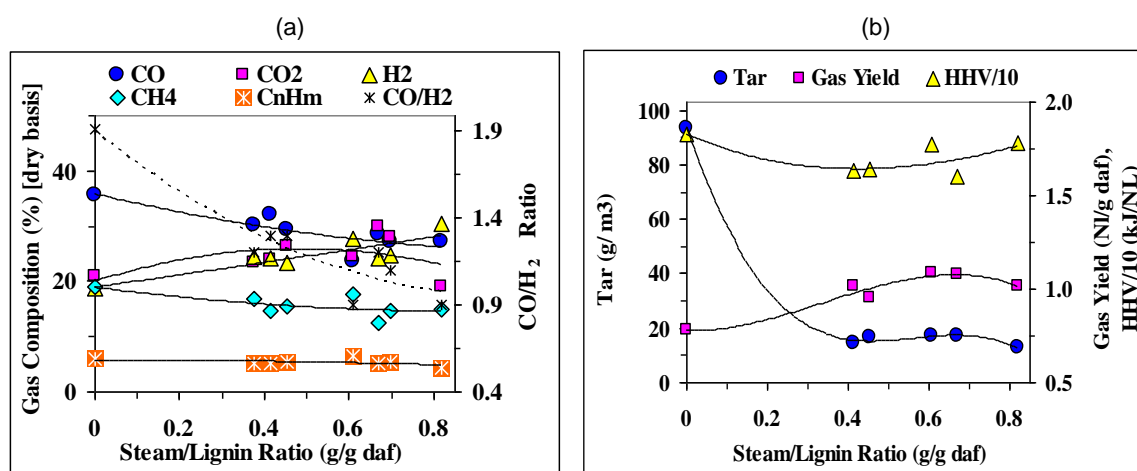 (a)
CO CO2 H2
CH4 CnHm CO/H2
Gas Composition (%) [dry basis]
40
20
0
1.9
1.4
0.9
0.4
CO/H2 Ratio
0 0.2 0.4 0.6 0.8
Steam/Lignin Ratio (g/g daf)
(b)
Tar Gas Yield HHV/10
Tar (g/ m3)
100
80
60
40
20
0
2.0
1.5
1.0
0.5
Gas Yield (Nl/g daf),
HHV/10 (kJ/NL)
0.0 0.2 0.4 0.6 0.8
Steam/Lignin Ratio (g/g daf)